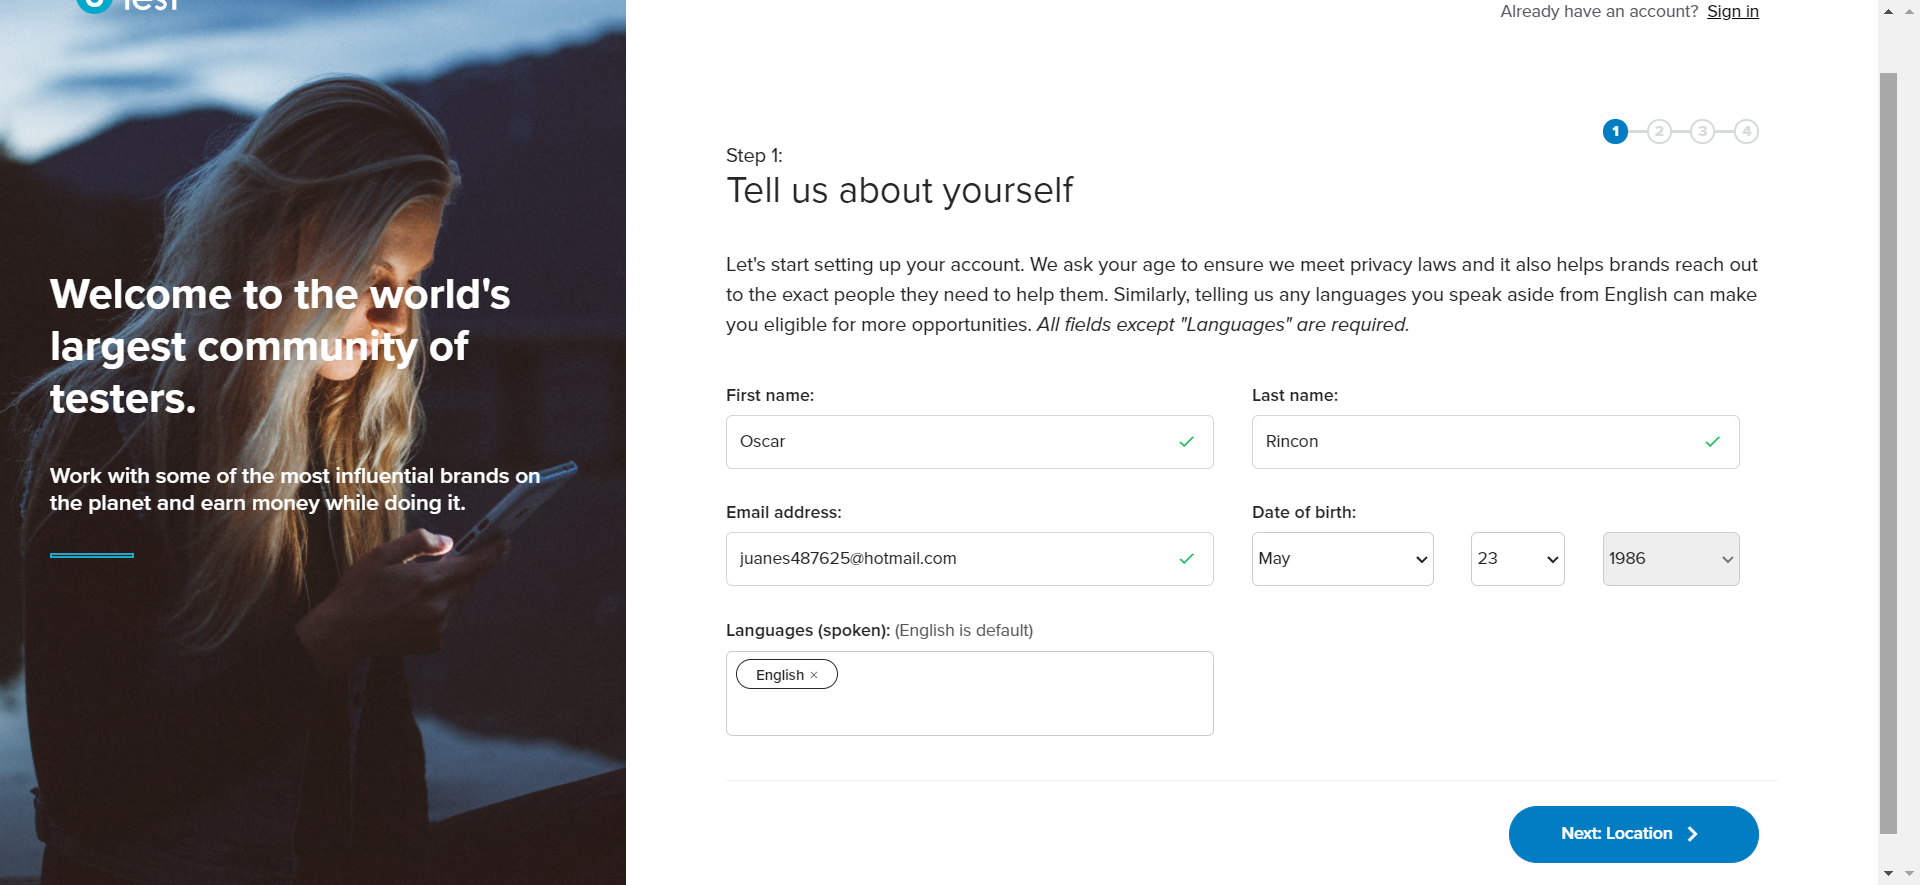 Test
Already have an account? Sign in
1 2 3 4
Welcome to the world's
largest community of
testers.
Work with some of the most influential brands on
the planet and earn money while doing it.
Step 1:
Tell us about yourself
Let's start setting up your account. We ask your age to ensure we meet privacy laws and it also helps brands reach out
to the exact people they need to help them. Similarly, telling us any languages you speak aside from English can make
you eligible for more opportunities. All fields except "Languages" are required.
First name:
Last name:
Oscar
Rincon
Email address:
Date of birth:
juanes487625@hotmail.com
May
23
1986
Languages (spoken): (English is default)
English ×
Next: Location